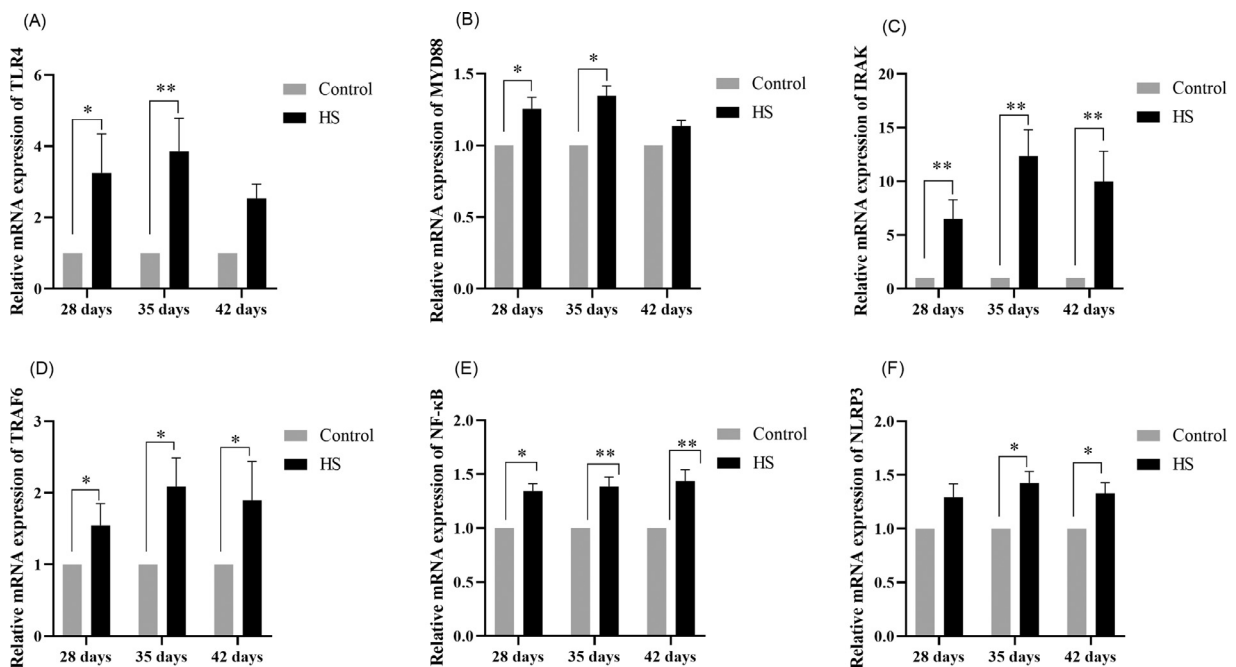 (A)
Relative mRNA expression of TLR4
6
4
2
0
*
**
28 days 35 days 42 days
Control
HS
(B)
Relative mRNA expression of MYD88
1.5
1.0
0.5
0.0
*
*
28 days 35 days 42 days
Control
HS
(C)
Relative mRNA expression of IRAK
20
15
10
5
0
**
**
**
28 days 35 days 42 days
Control
HS
(D)
Relative mRNA expression of TRAF6
3
2
1
0
*
*
*
28 days 35 days 42 days
Control
HS
(E)
Relative mRNA expression of NF-κB
2.0
1.5
1.0
0.5
0.0
*
**
**
28 days 35 days 42 days
Control
HS
(F)
Relative mRNA expression of NLRP3
2.0
1.5
1.0
0.5
0.0
*
*
28 days 35 days 42 days
Control
HS